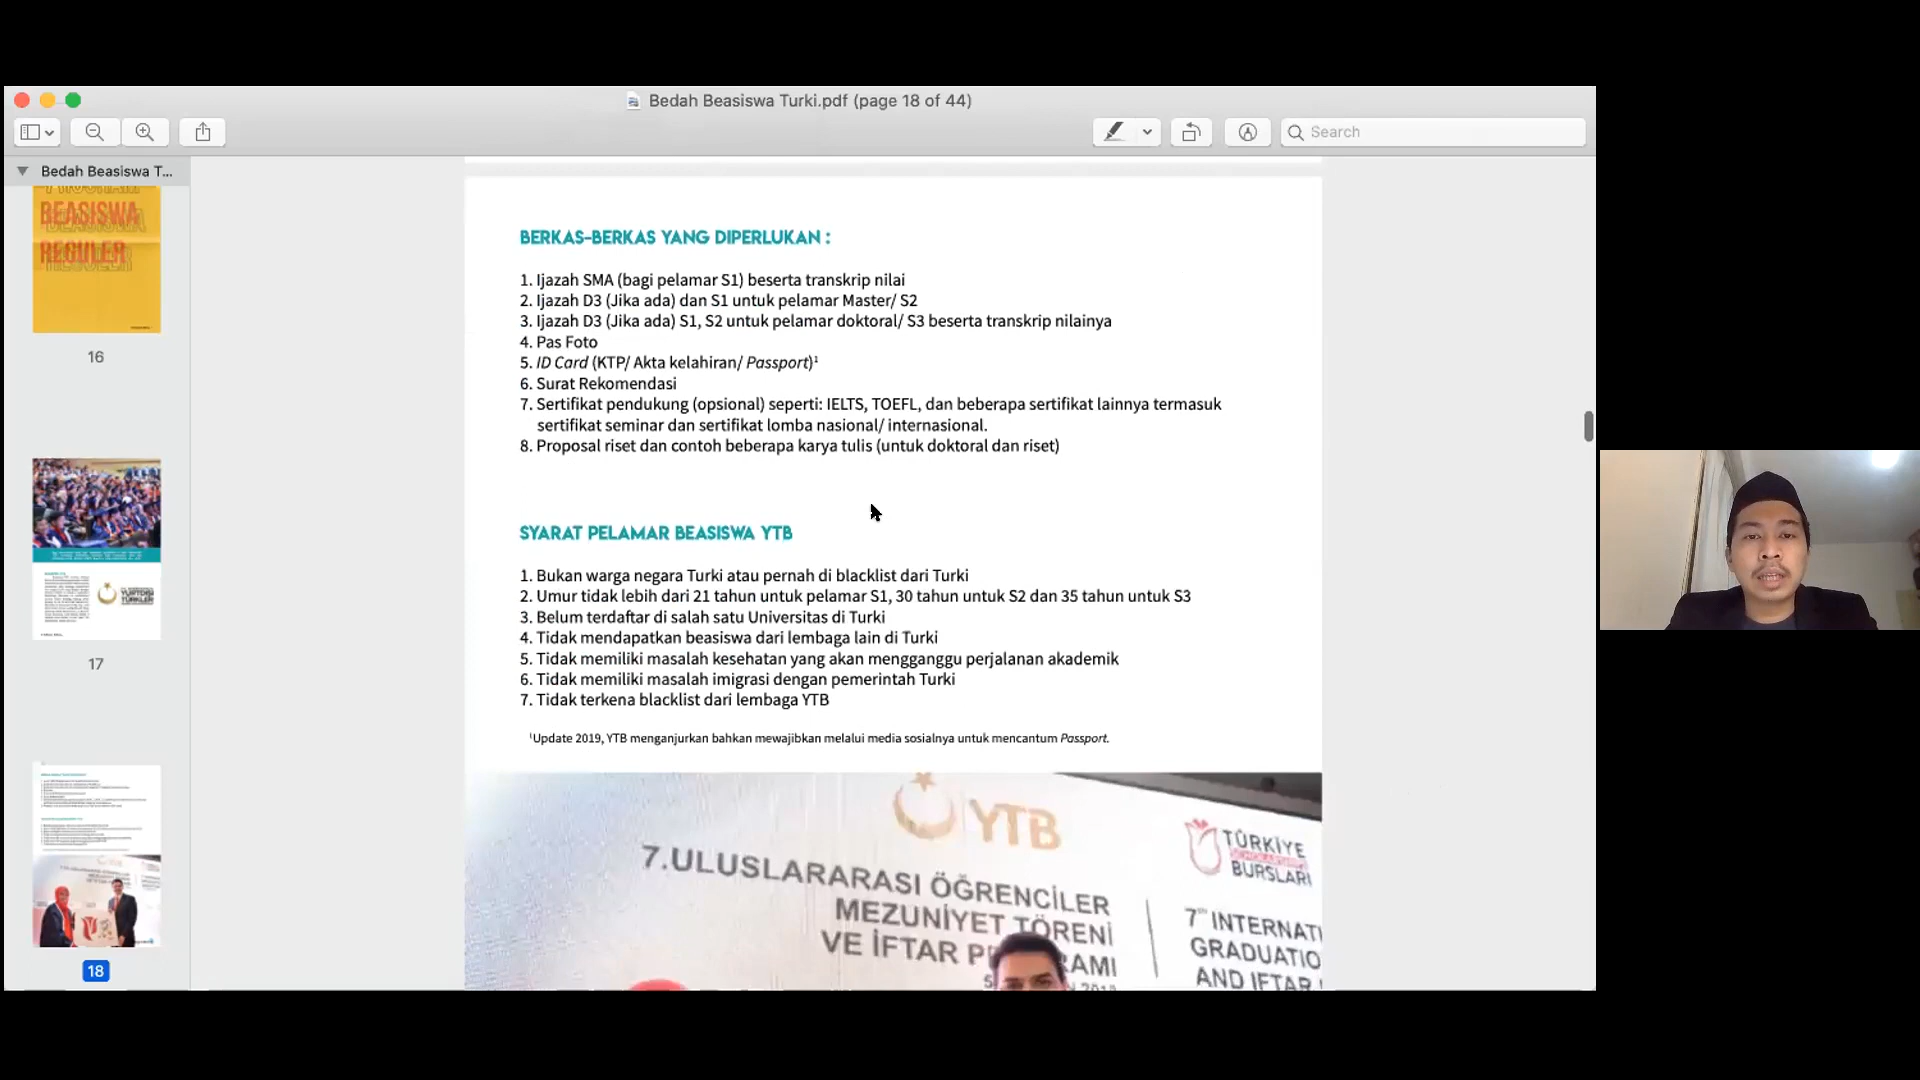 Bedah Beasiswa Turki.pdf (page 18 of 44)
Search
Bedah Beasiswa T...
BEASISWA
REGULER
16
17
18
BERKAS-BERKAS YANG DIPERLUKAN :
1. Ijazah SMA (bagi pelamar S1) beserta transkrip nilai
2. Ijazah D3 (Jika ada) dan S1 untuk pelamar Master/ S2
3. Ijazah D3 (Jika ada) S1, S2 untuk pelamar doktoral/ S3 beserta transkrip nilainya
4. Pas Foto
5. ID Card (KTP/ Akta kelahiran/ Passport)¹
6. Surat Rekomendasi
7. Sertifikat pendukung (opsional) seperti: IELTS, TOEFL, dan beberapa sertifikat lainnya termasuk
sertifikat seminar dan sertifikat lomba nasional/ internasional.
8. Proposal riset dan contoh beberapa karya tulis (untuk doktoral dan riset)
SYARAT PELAMAR BEASISWA YTB
1. Bukan warga negara Turki atau pernah di blacklist dari Turki
2. Umur tidak lebih dari 21 tahun untuk pelamar S1, 30 tahun untuk S2 dan 35 tahun untuk S3
3. Belum terdaftar di salah satu Universitas di Turki
4. Tidak mendapatkan beasiswa dari lembaga lain di Turki
5. Tidak memiliki masalah kesehatan yang akan mengganggu perjalanan akademik
6. Tidak memiliki masalah imigrasi dengan pemerintah Turki
7. Tidak terkena blacklist dari lembaga YTB
¹Update 2019, YTB menganjurkan bahkan mewajibkan melalui media sosialnya untuk mencantum Passport.
YTB
7.ULUSLARARASI ÖĞRENCİLER
MEZUNİYET TÖRENİ
VE İFTAR
TÜRKİYE
BURSLARI
7TH INTERNATI
GRADUATIO
AND IFTAR